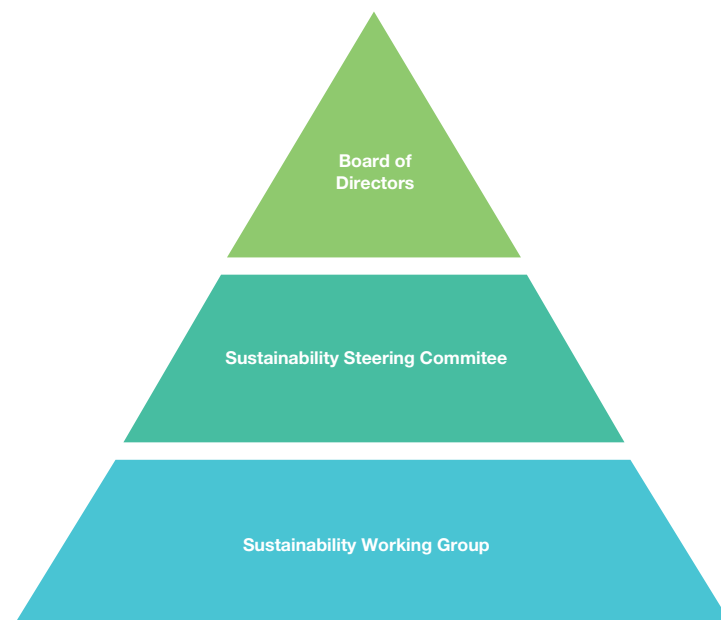 Board of
Directors
Sustainability Steering Commitee
Sustainability Working Group